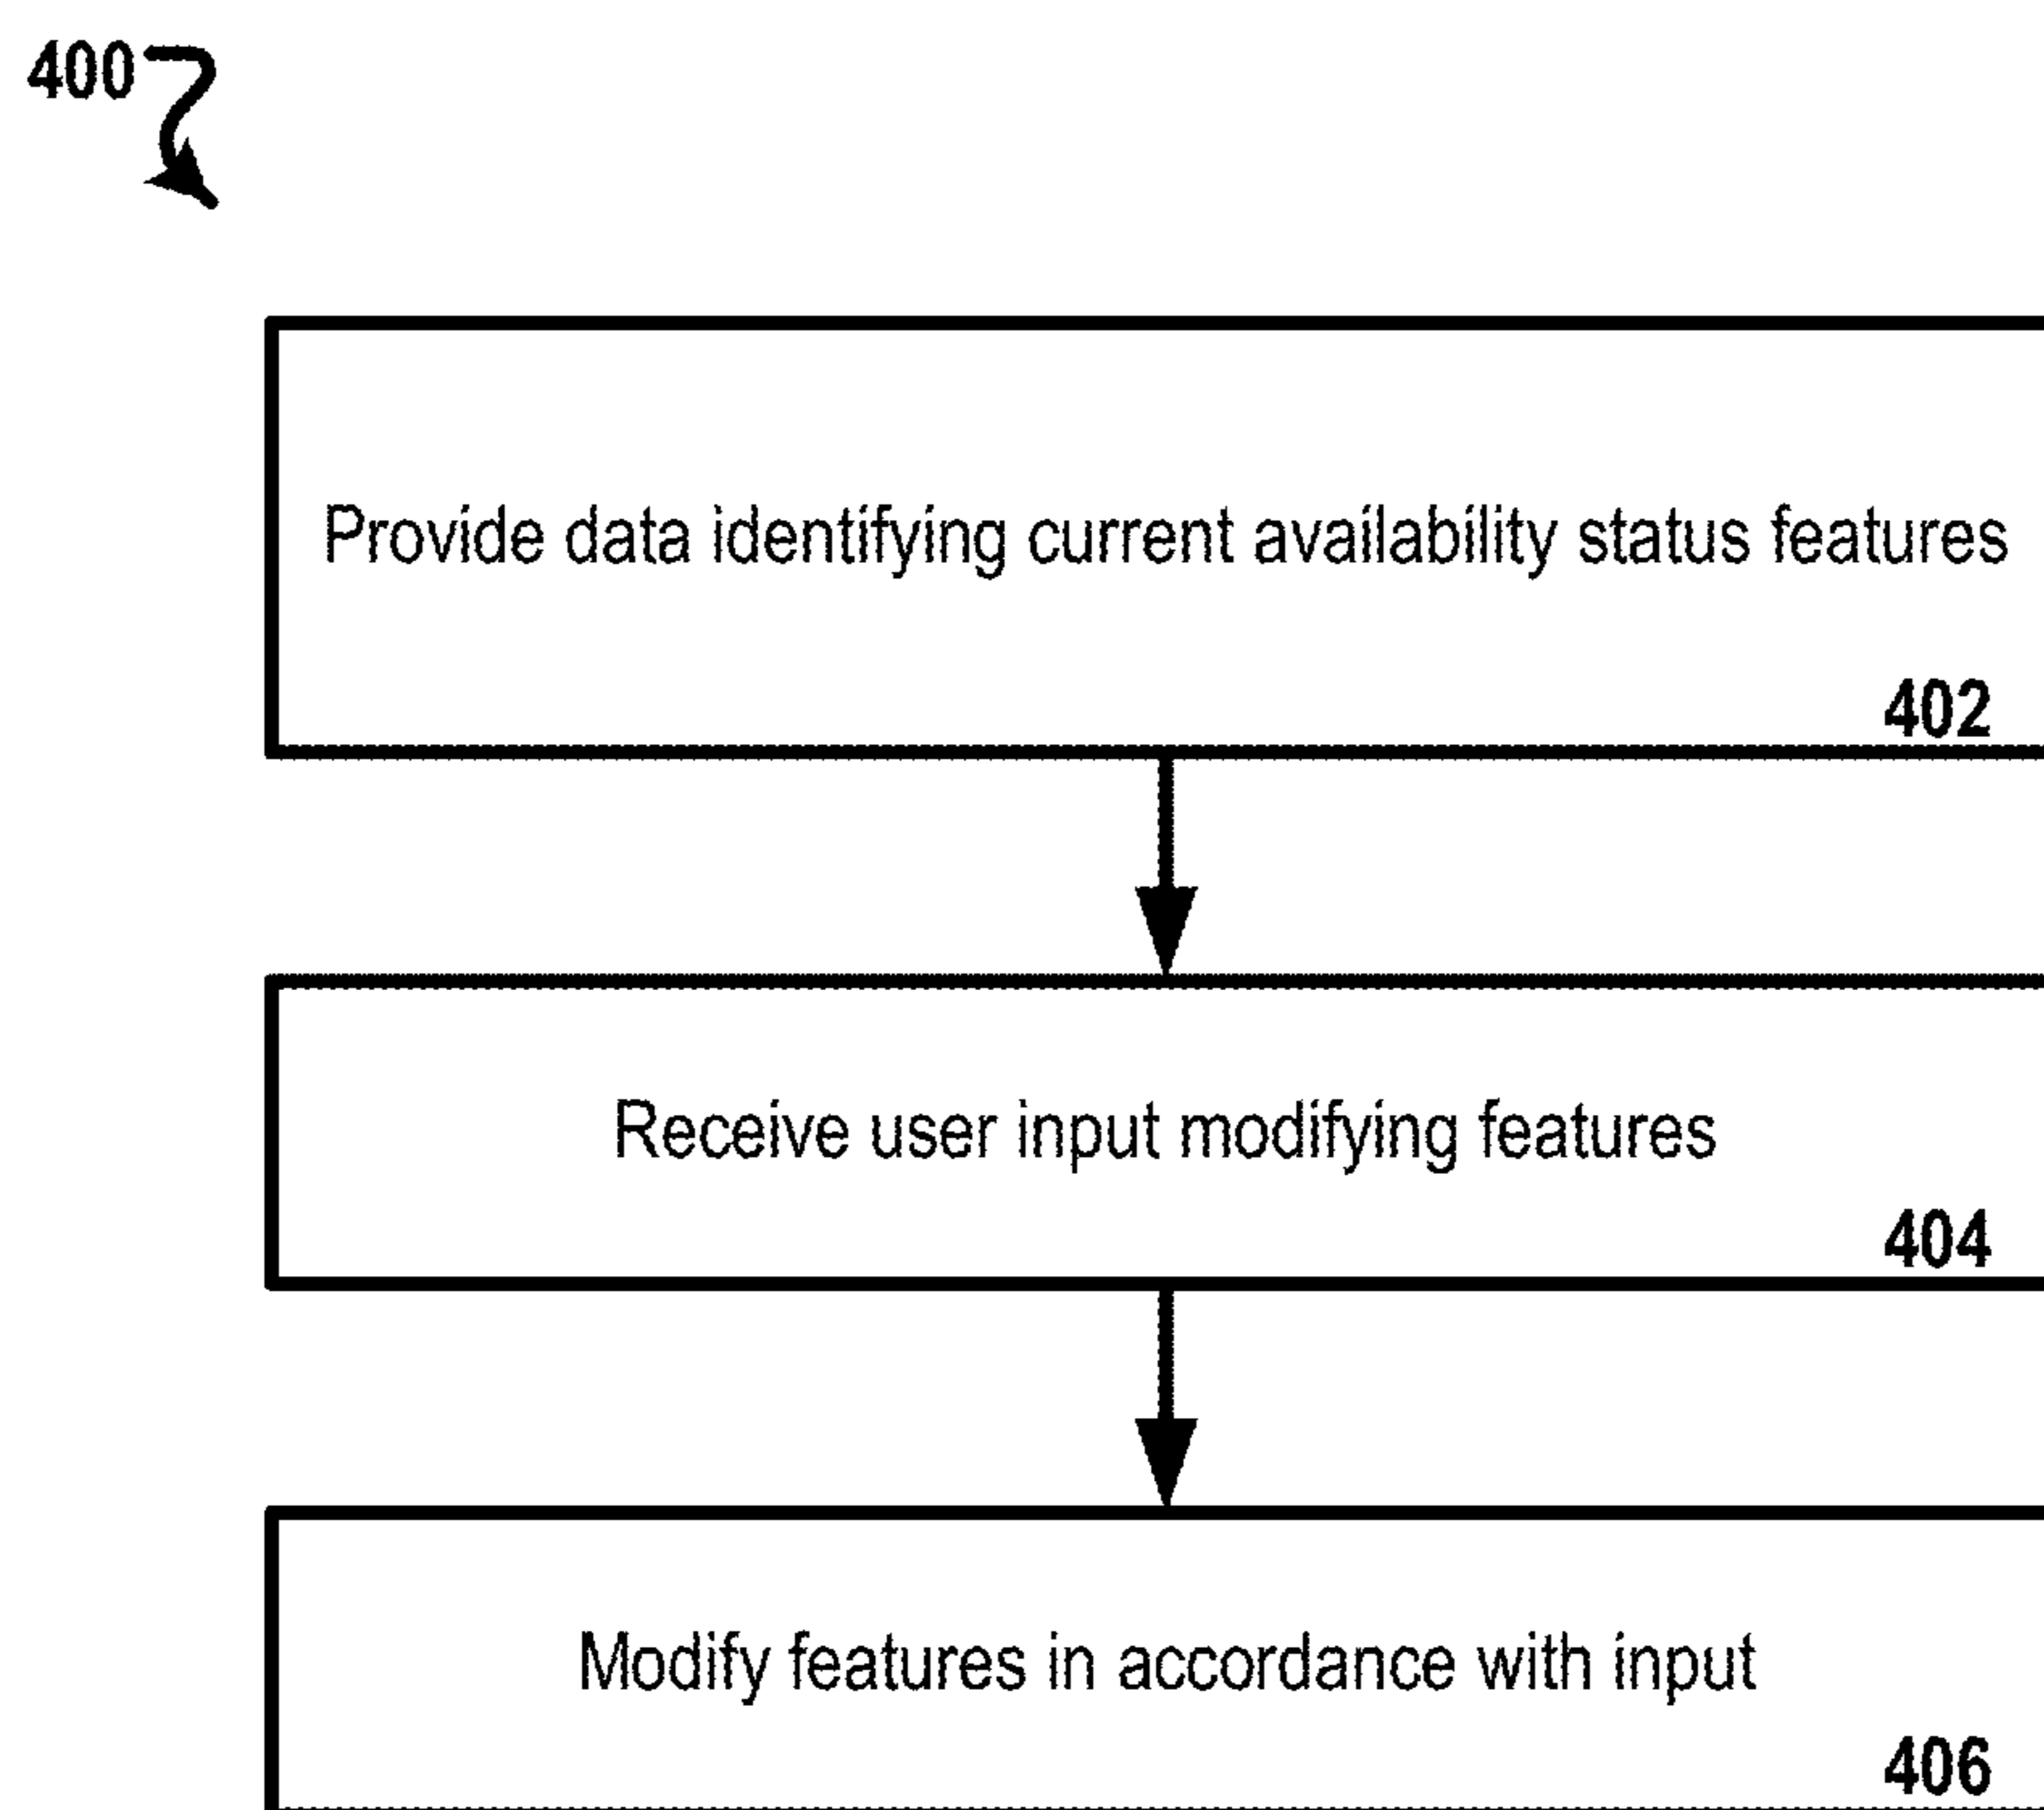 400
Provide data identifying current availability status features
402
Receive user input modifying features
404
Modify features in accordance with input
406